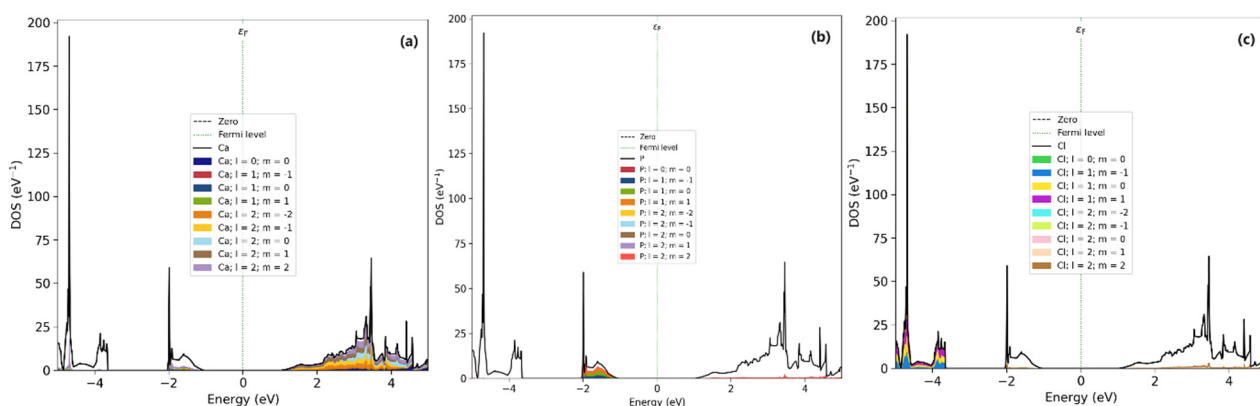 (a)
εF
200
175
150
125
100
75
50
25
0
DOS (eV⁻¹)
Zero
Fermi level
Ca
Ca; l = 0; m = 0
Ca; l = 1; m = -1
Ca; l = 1; m = 0
Ca; l = 1; m = 1
Ca; l = 2; m = -2
Ca; l = 2; m = -1
Ca; l = 2; m = 0
Ca; l = 2; m = 1
Ca; l = 2; m = 2
−4 −2 0 2 4
Energy (eV)
(b)
εF
200
175
150
125
100
75
50
25
0
DOS (eV⁻¹)
Zero
Fermi level
P
P; l = 0; m = 0
P; l = 1; m = -1
P; l = 1; m = 0
P; l = 1; m = 1
P; l = 2; m = -2
P; l = 2; m = -1
P; l = 2; m = 0
P; l = 2; m = 1
P; l = 2; m = 2
−4 −2 0 2 4
Energy (eV)
(c)
εF
200
175
150
125
100
75
50
25
0
DOS (eV⁻¹)
Zero
Fermi level
Cl
Cl; l = 0; m = 0
Cl; l = 1; m = -1
Cl; l = 1; m = 0
Cl; l = 1; m = 1
Cl; l = 2; m = -2
Cl; l = 2; m = -1
Cl; l = 2; m = 0
Cl; l = 2; m = 1
Cl; l = 2; m = 2
−4 −2 0 2 4
Energy (eV)